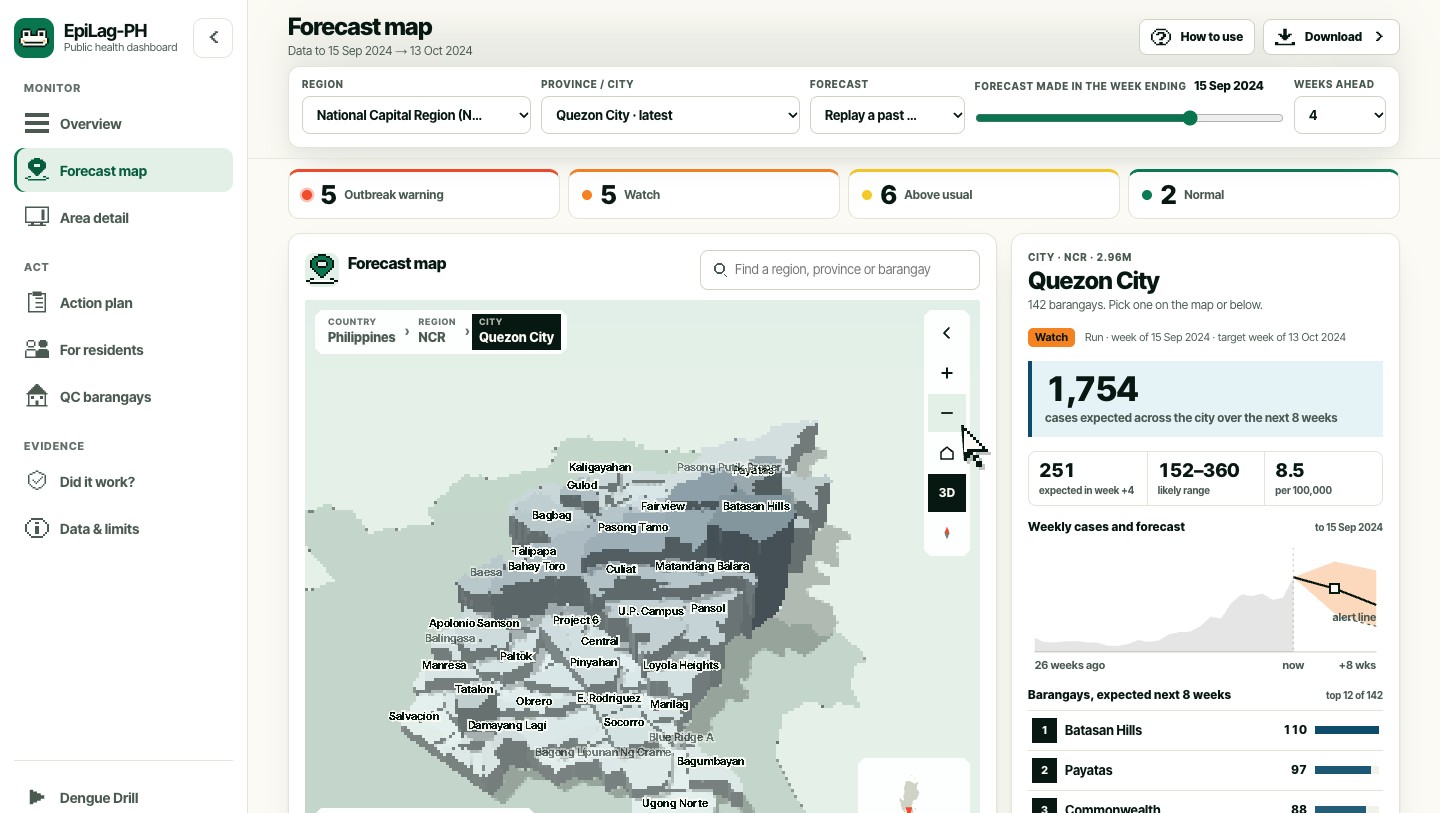 EpiLag-PH
Public health dashboard
MONITOR
Overview
Forecast map
Area detail
ACT
Action plan
For residents
QC barangays
EVIDENCE
Did it work?
Data & limits
Dengue Drill
Forecast map
Data to 15 Sep 2024 → 13 Oct 2024
How to use
Download
REGION
National Capital Region (N...
PROVINCE / CITY
Quezon City · latest
FORECAST
Replay a past ...
FORECAST MADE IN THE WEEK ENDING 15 Sep 2024
WEEKS AHEAD
4
5 Outbreak warning
5 Watch
6 Above usual
2 Normal
Forecast map
Find a region, province or barangay
COUNTRY
Philippines
REGION
NCR
CITY
Quezon City
3D
Kaligayahan
Pasong Putik Proper
Payatas
Gulod
Fairview
Batasan Hills
Bagbag
Pasong Tamo
Talipapa
Bahay Toro
Culiat
Matandang Balara
Baesa
U.P. Campus
Pansol
Apolonio Samson
Project 6
Balingasa
Central
Manresa
Paltok
Pinyahan
Loyola Heights
Tatalon
Obrero
E. Rodriguez
Marilag
Salvacion
Damayang Lagi
Socorro
Blue Ridge A
Bagong Lipunan Ng Crame
Bagumbayan
Ugong Norte
CITY · NCR · 2.96M
Quezon City
142 barangays. Pick one on the map or below.
Watch
Run · week of 15 Sep 2024 · target week of 13 Oct 2024
1,754
cases expected across the city over the next 8 weeks
251
expected in week +4
152–360
likely range
8.5
per 100,000
Weekly cases and forecast
to 15 Sep 2024
alert line
26 weeks ago
now
+8 wks
Barangays, expected next 8 weeks
top 12 of 142
1 Batasan Hills 110
2 Payatas 97
3 Commonwealth 88